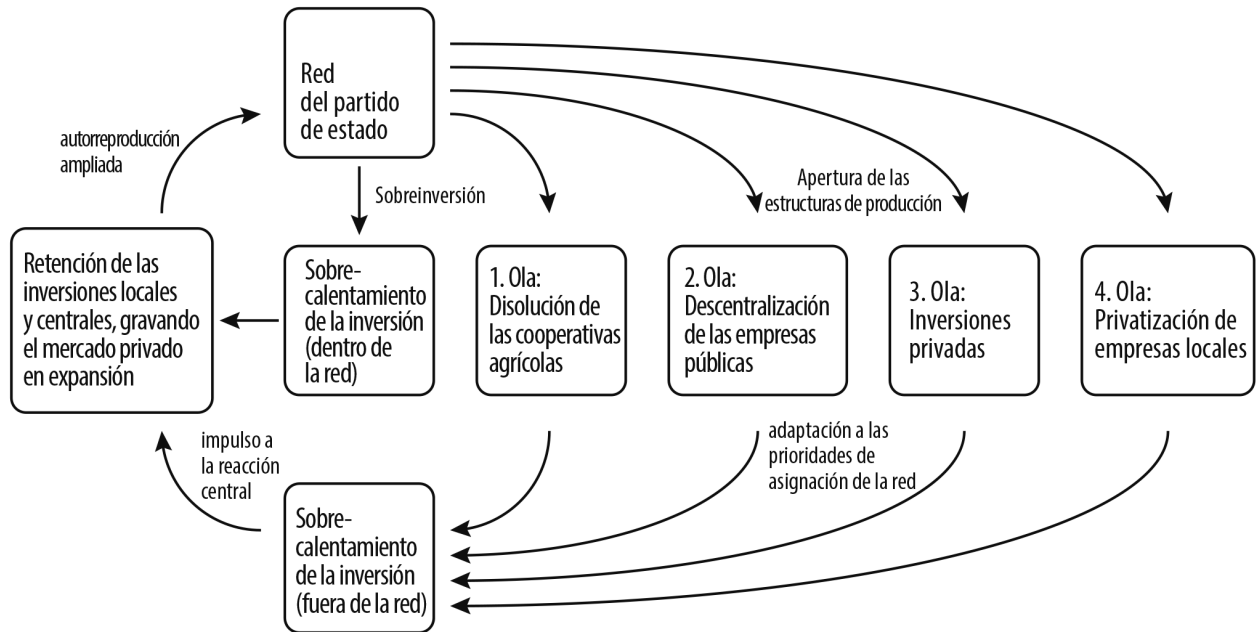 Red
del partido
de estado
autorreproducción
ampliada
Sobreinversión
Apertura de las
estructuras de producción
Retención de las
inversiones locales
y centrales, gravando
el mercado privado
en expansión
Sobre-
calentamiento
de la inversión
(dentro de
la red)
1. Ola:
Disolución de
las cooperativas
agrícolas
2. Ola:
Descentralización
de las empresas
públicas
3. Ola:
Inversiones
privadas
4. Ola:
Privatización de
empresas locales
impulso a
la reacción
central
adaptación a las
prioridades de
asignación de la red
Sobre-
calentamiento
de la inversión
(fuera de la red)